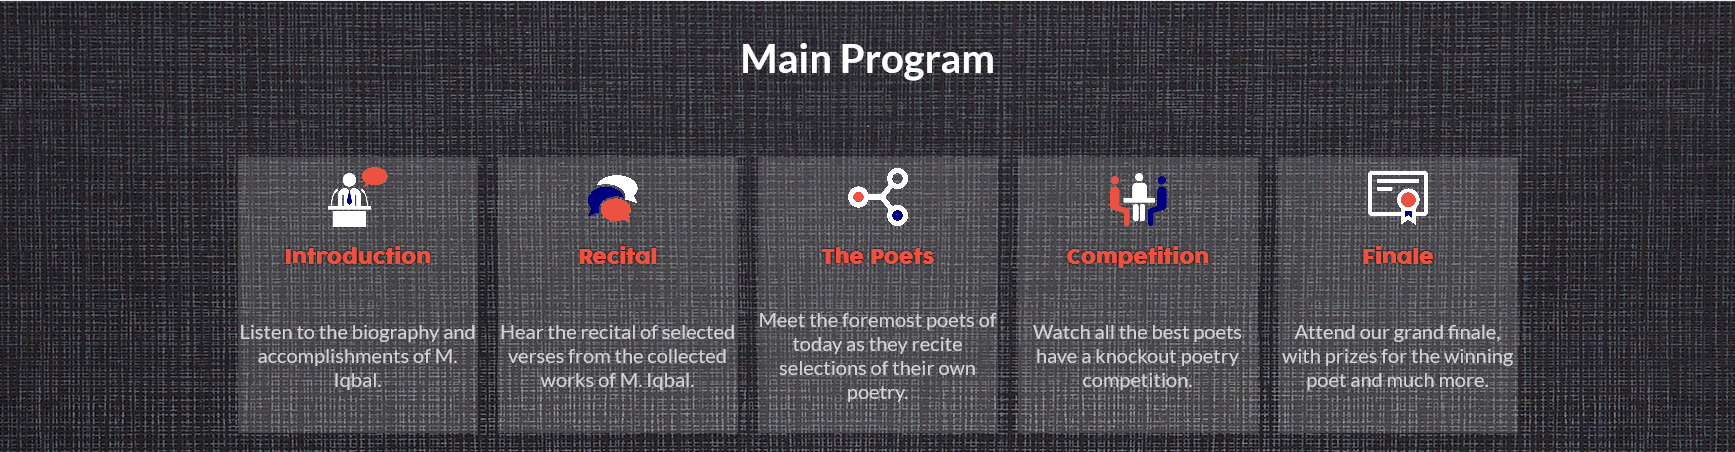 Main Program
Introduction
Listen to the biography and
accomplishments of M.
Iqbal.
Recital
Hear the recital of selected
verses from the collected
works of M. Iqbal.
The Poets
Meet the foremost poets of
today as they recite
selections of their own
poetry.
Competition
Watch all the best poets
have a knockout poetry
competition.
Finale
Attend our grand finale,
with prizes for the winning
poet and much more.